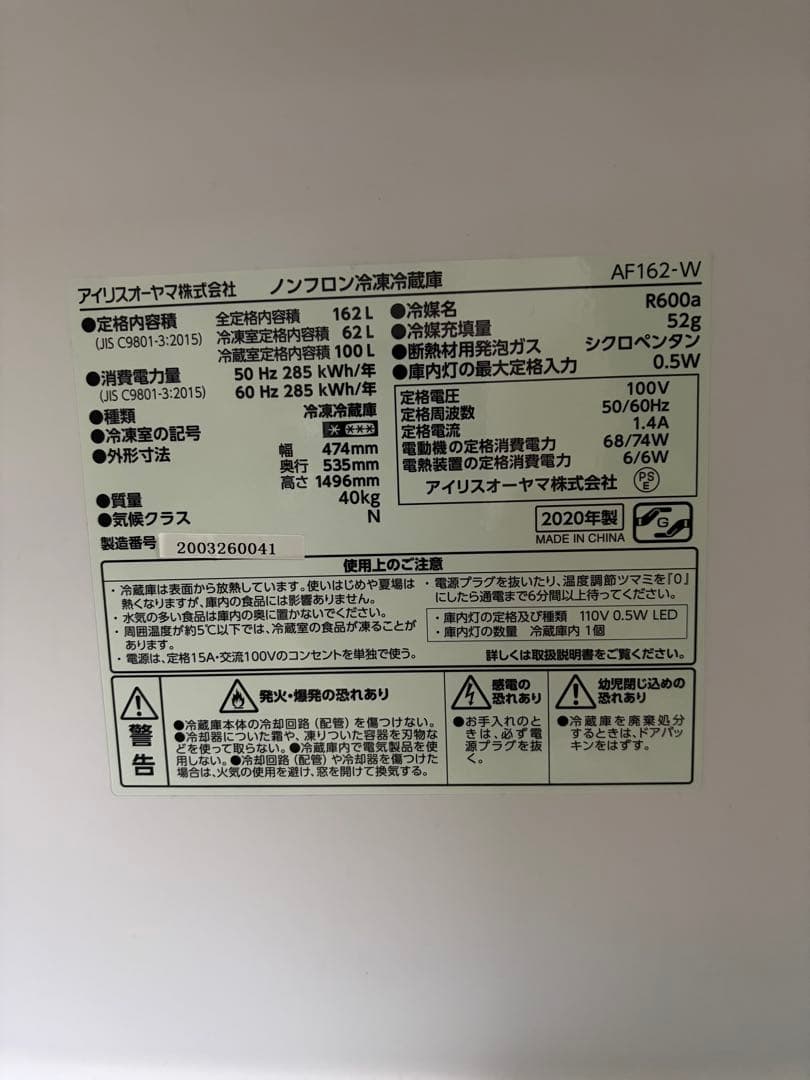 アイリスオーヤマ株式会社 ノンフロン冷凍冷蔵庫 AF162-W
●定格内容積 全定格内容積 162 L
(JIS C9801-3:2015) 冷凍室定格内容積 62 L
冷蔵室定格内容積 100 L
●消費電力量 50 Hz 285 kWh/年
(JIS C9801-3:2015) 60 Hz 285 kWh/年
●種類 冷凍冷蔵庫
●冷凍室の記号
●外形寸法 幅 474mm
奥行 535mm
高さ 1496mm
●質量 40kg
●気候クラス N
製造番号 2003260041
●冷媒名 R600a
●冷媒充填量 52g
●断熱材用発泡ガス シクロペンタン
●庫内灯の最大定格入力 0.5W
定格電圧 100V
定格周波数 50/60Hz
定格電流 1.4A
電動機の定格消費電力 68/74W
電熱装置の定格消費電力 6/6W
アイリスオーヤマ株式会社 PSE
2020年製 G
MADE IN CHINA
使用上のご注意
・冷蔵庫は表面から放熱しています。使いはじめや夏場は
熱くなりますが、庫内の食品には影響ありません。
・水気の多い食品は庫内の奥に置かないでください。
・周囲温度が約5℃以下では、冷蔵室の食品が凍ることが
あります。
・電源は、定格15A・交流100Vのコンセントを単独で使う。
・電源プラグを抜いたり、温度調節ツマミを「0」
にしたら通電まで6分間以上待ってください。
・庫内灯の定格及び種類 110V 0.5W LED
・庫内灯の数量 冷蔵庫内 1個
詳しくは取扱説明書をご覧ください。
警告
発火・爆発の恐れあり
●冷蔵庫本体の冷却回路（配管）を傷つけない。
●冷却器についた霜や、凍りついた容器を刃物な
どを使って取らない。●冷蔵庫内で電気製品を使
用しない。●冷却回路（配管）や冷却器を傷つけた
場合は、火気の使用を避け、窓を開けて換気する。
感電の
恐れあり
●お手入れのと
きは、必ず電
源プラグを抜
く。
幼児閉じ込めの
恐れあり
●冷蔵庫を廃棄処分
するときは、ドアパッ
キンをはずす。